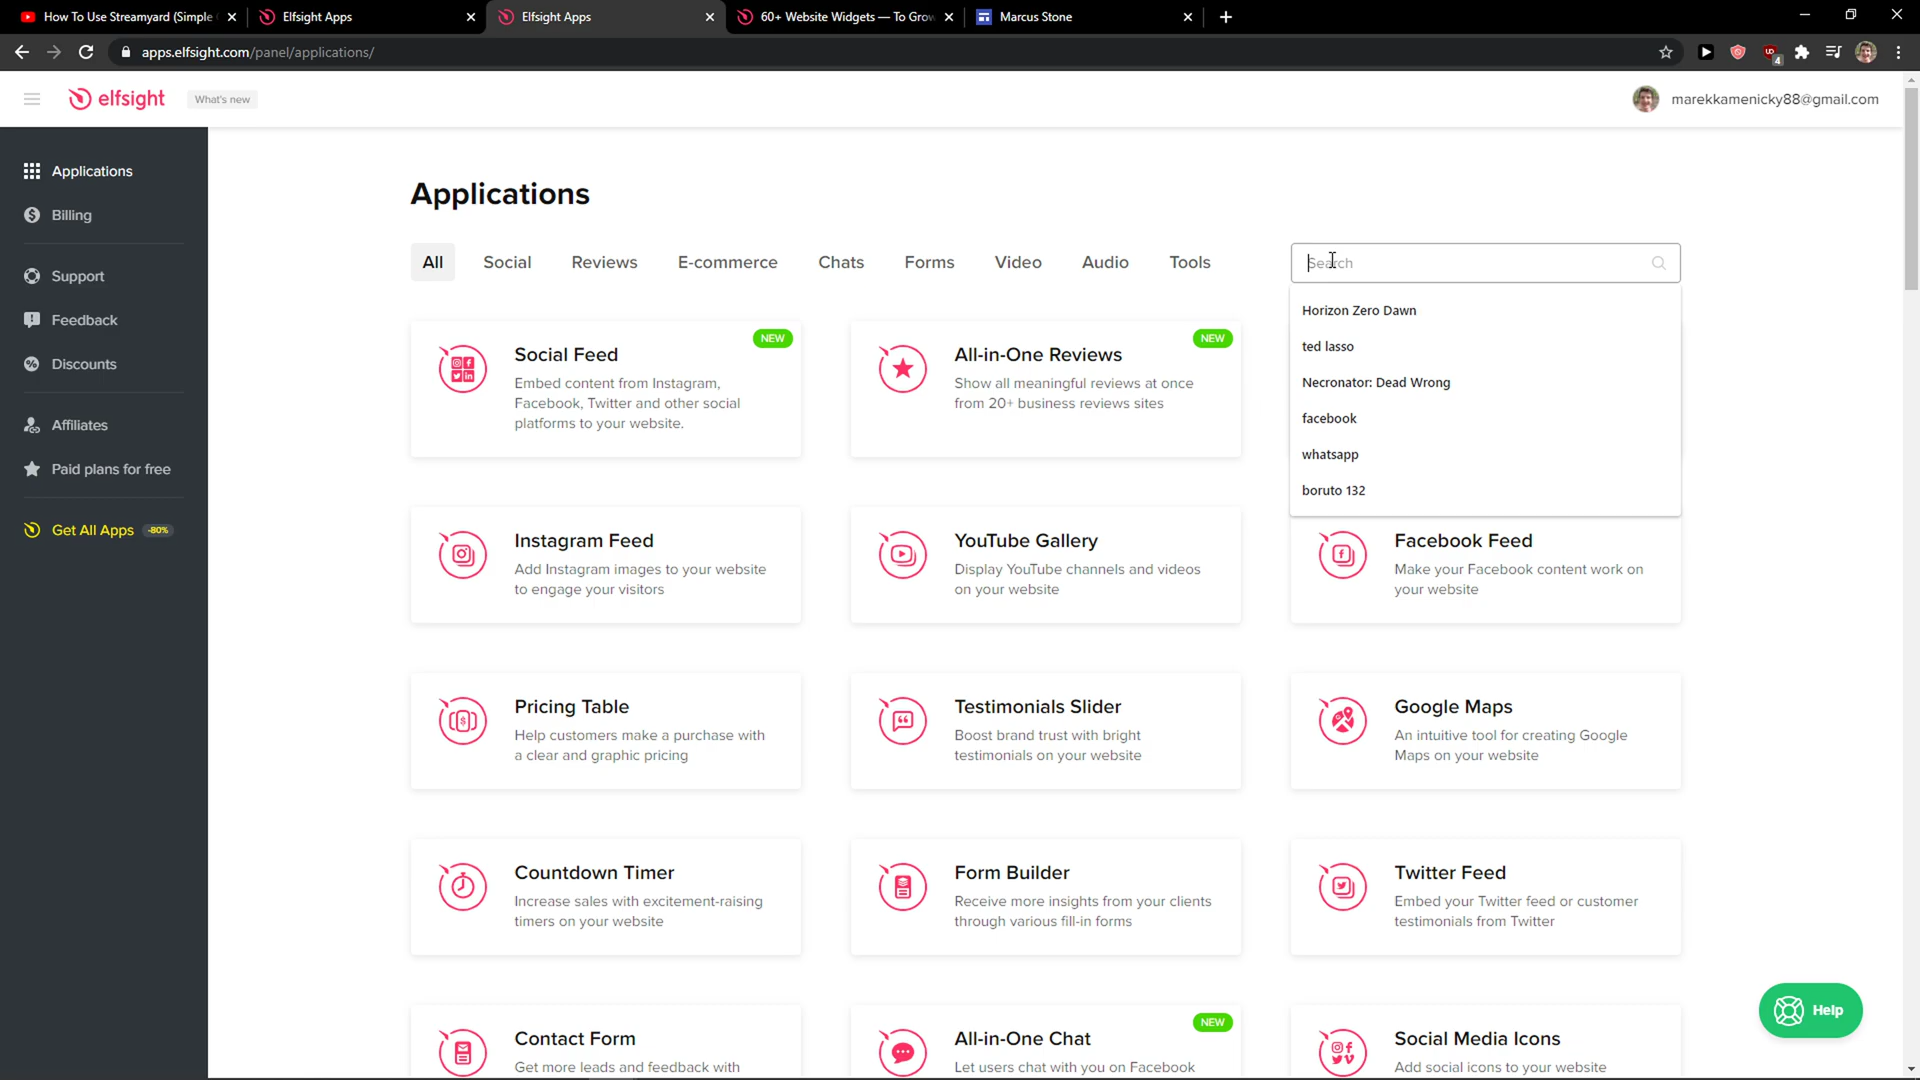 How To Use Streamyard (Simple
Elfsight Apps
Elfsight Apps
60+ Website Widgets — To Grow
Marcus Stone
apps.elfsight.com/panel/applications/
4
elfsight
What's new
marekkamenicky88@gmail.com
Applications
Billing
Support
Feedback
Discounts
Affiliates
Paid plans for free
Get All Apps
-80%
Applications
All
Social
Reviews
E-commerce
Chats
Forms
Video
Audio
Tools
Search
Horizon Zero Dawn
ted lasso
Necronator: Dead Wrong
facebook
whatsapp
boruto 132
NEW
Social Feed
Embed content from Instagram,
Facebook, Twitter and other social
platforms to your website.
NEW
All-in-One Reviews
Show all meaningful reviews at once
from 20+ business reviews sites
Instagram Feed
Add Instagram images to your website
to engage your visitors
YouTube Gallery
Display YouTube channels and videos
on your website
Facebook Feed
Make your Facebook content work on
your website
Pricing Table
Help customers make a purchase with
a clear and graphic pricing
Testimonials Slider
Boost brand trust with bright
testimonials on your website
Google Maps
An intuitive tool for creating Google
Maps on your website
Countdown Timer
Increase sales with excitement-raising
timers on your website
Form Builder
Receive more insights from your clients
through various fill-in forms
Twitter Feed
Embed your Twitter feed or customer
testimonials from Twitter
Contact Form
Get more leads and feedback with
NEW
All-in-One Chat
Let users chat with you on Facebook
Social Media Icons
Add social icons to your website
Help